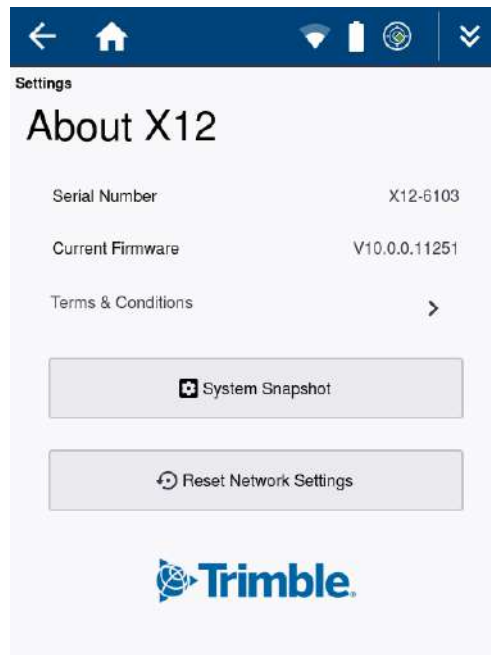 Settings
About X12
Serial Number X12-6103
Current Firmware V10.0.0.11251
Terms & Conditions
System Snapshot
Reset Network Settings
Trimble.